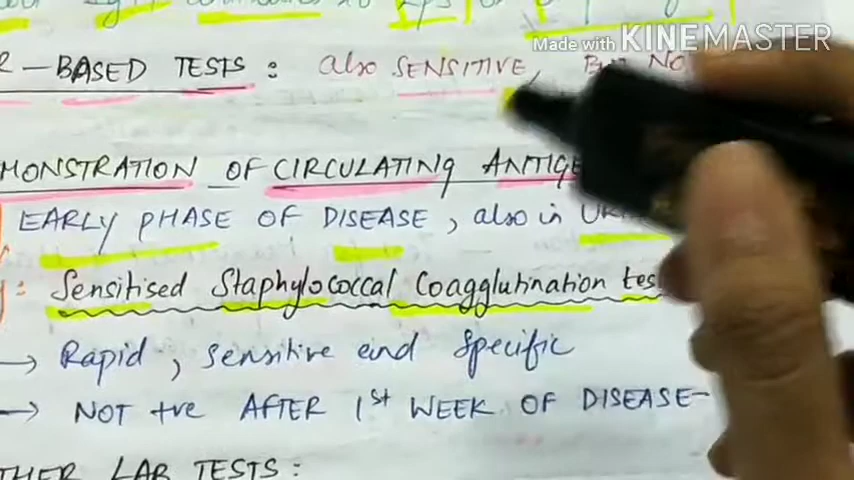 Made with KINEMASTER
R-BASED TESTS : also SENSITIVE,
MONSTRATION OF CIRCULATING ANTIGE
EARLY PHASE OF DISEASE, also in
: Sensitised Staphylococcal Coagglutination tes
→ Rapid, Sensitive and Specific
→ NOT +ve AFTER 1st WEEK OF DISEASE-
THER LAB TESTS: